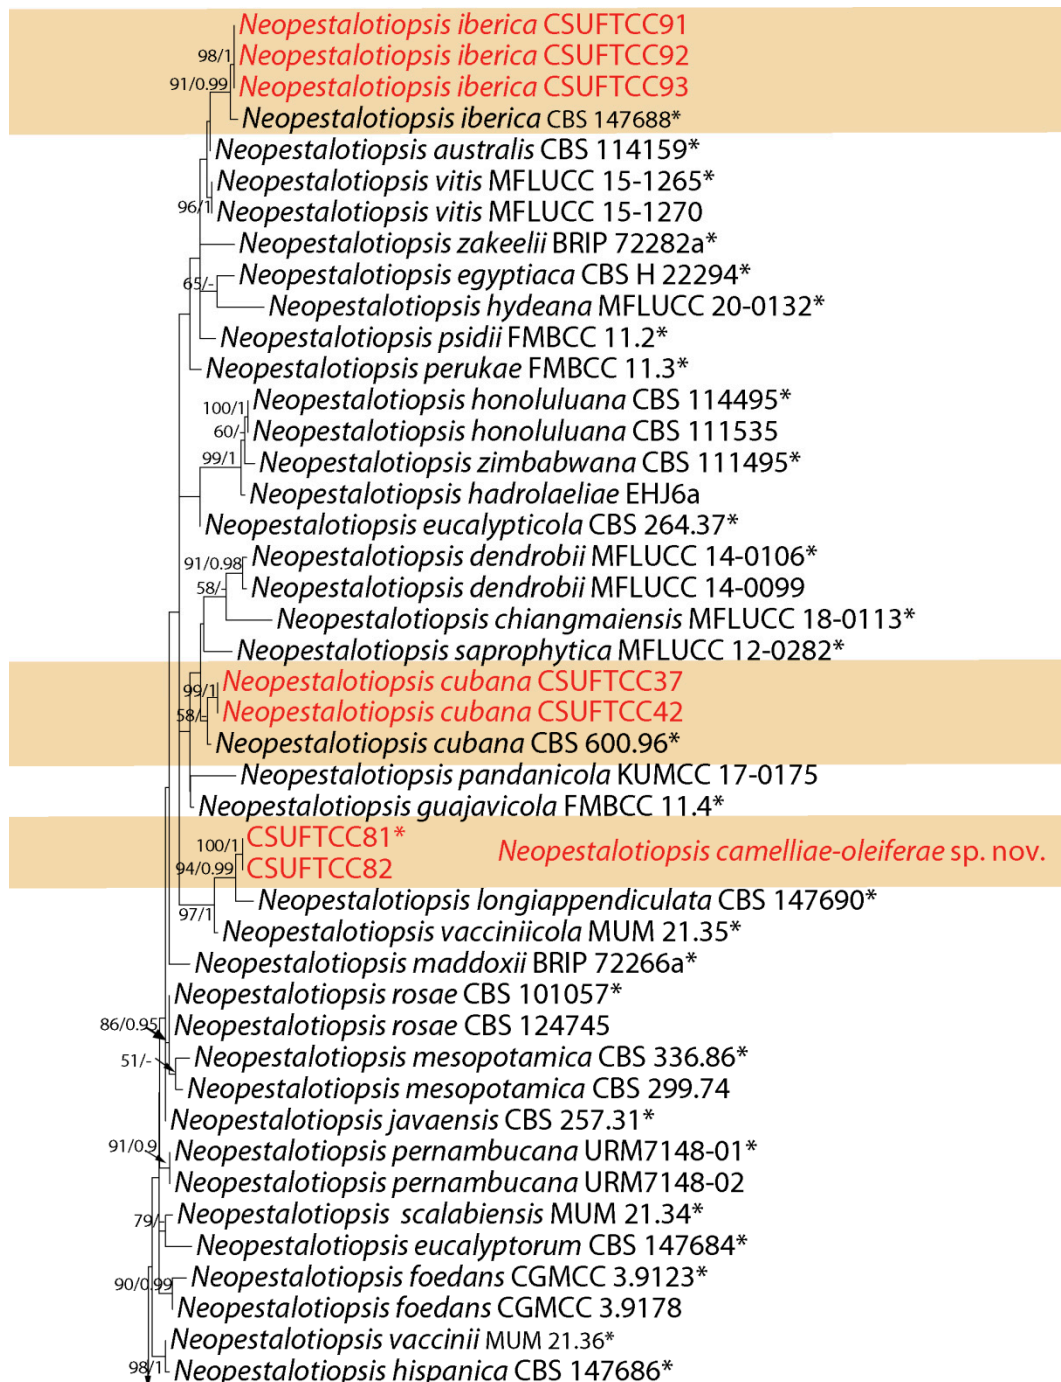 Neopestalotiopsis iberica CSUFTCC91
98/1
Neopestalotiopsis iberica CSUFTCC92
91/0.99
Neopestalotiopsis iberica CSUFTCC93
Neopestalotiopsis iberica CBS 147688*
Neopestalotiopsis australis CBS 114159*
Neopestalotiopsis vitis MFLUCC 15-1265*
96/1
Neopestalotiopsis vitis MFLUCC 15-1270
Neopestalotiopsis zakeelii BRIP 72282a*
Neopestalotiopsis egyptiaca CBS H 22294*
65/-
Neopestalotiopsis hydeana MFLUCC 20-0132*
Neopestalotiopsis psidii FMBCC 11.2*
Neopestalotiopsis perukae FMBCC 11.3*
Neopestalotiopsis honoluluana CBS 114495*
100/1
Neopestalotiopsis honoluluana CBS 111535
60/-
Neopestalotiopsis zimbabwana CBS 111495*
99/1
Neopestalotiopsis hadrolaeliae EHJ6a
Neopestalotiopsis eucalypticola CBS 264.37*
Neopestalotiopsis dendrobii MFLUCC 14-0106*
91/0.98
Neopestalotiopsis dendrobii MFLUCC 14-0099
58/-
Neopestalotiopsis chiangmaiensis MFLUCC 18-0113*
Neopestalotiopsis saprophytica MFLUCC 12-0282*
Neopestalotiopsis cubana CSUFTCC37
99/1
Neopestalotiopsis cubana CSUFTCC42
58/-
Neopestalotiopsis cubana CBS 600.96*
Neopestalotiopsis pandanicola KUMCC 17-0175
Neopestalotiopsis guajavicola FMBCC 11.4*
CSUFTCC81*
100/1
Neopestalotiopsis camelliae-oleiferae sp. nov.
CSUFTCC82
94/0.99
Neopestalotiopsis longiappendiculata CBS 147690*
97/1
Neopestalotiopsis vacciniicola MUM 21.35*
Neopestalotiopsis maddoxii BRIP 72266a*
Neopestalotiopsis rosae CBS 101057*
86/0.95
Neopestalotiopsis rosae CBS 124745
51/-
Neopestalotiopsis mesopotamica CBS 336.86*
Neopestalotiopsis mesopotamica CBS 299.74
Neopestalotiopsis javaensis CBS 257.31*
91/0.9
Neopestalotiopsis pernambucana URM7148-01*
Neopestalotiopsis pernambucana URM7148-02
Neopestalotiopsis scalabiensis MUM 21.34*
79/-
Neopestalotiopsis eucalyptorum CBS 147684*
90/0.99
Neopestalotiopsis foedans CGMCC 3.9123*
Neopestalotiopsis foedans CGMCC 3.9178
Neopestalotiopsis vaccinii MUM 21.36*
98/1
Neopestalotiopsis hispanica CBS 147686*